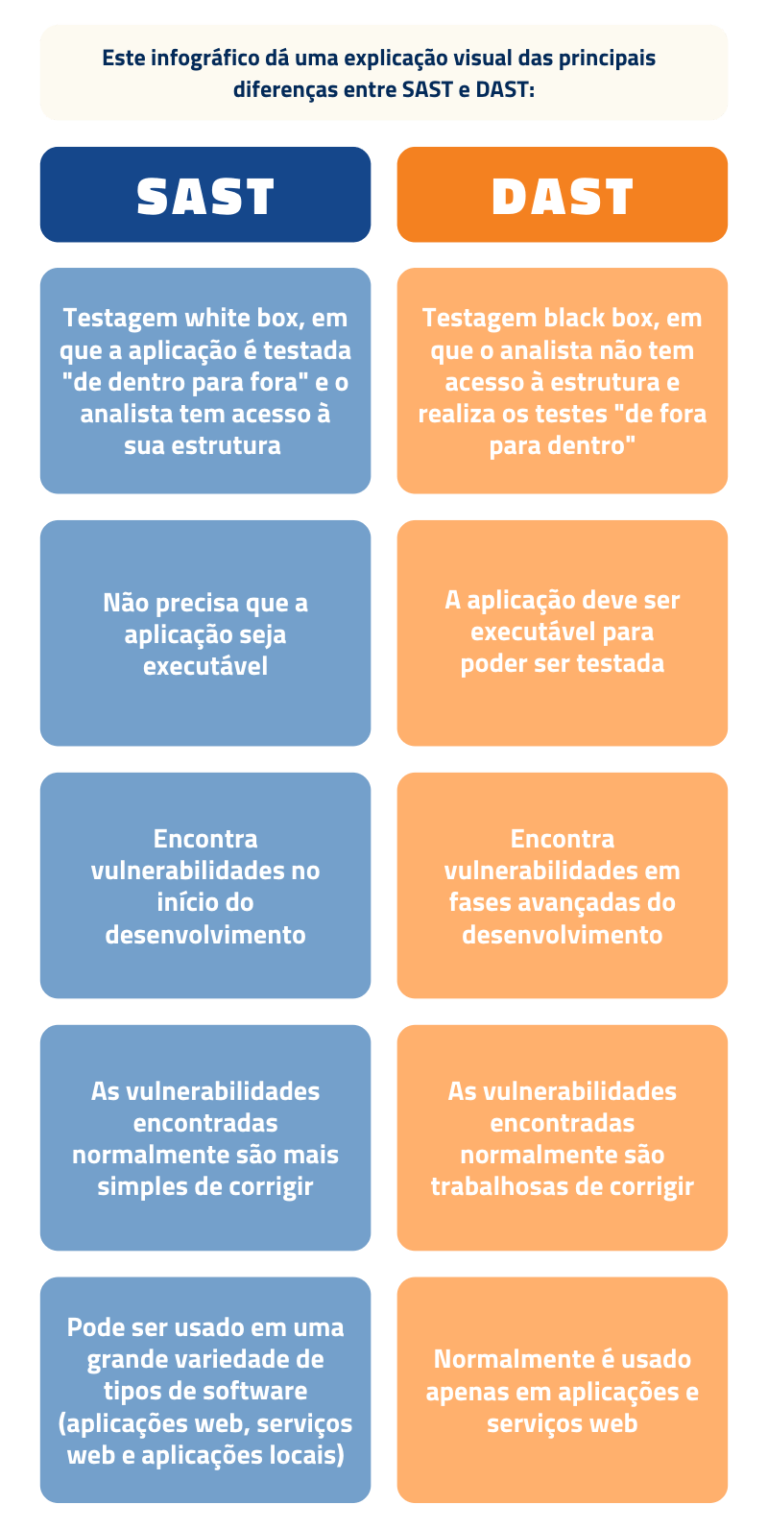 Este infográfico dá uma explicação visual das principais
diferenças entre SAST e DAST:
SAST
DAST
Testagem white box, em
que a aplicação é testada
"de dentro para fora" e o
analista tem acesso à
sua estrutura
Testagem black box, em
que o analista não tem
acesso à estrutura e
realiza os testes "de fora
para dentro"
Não precisa que a
aplicação seja
executável
A aplicação deve ser
executável para
poder ser testada
Encontra
vulnerabilidades no
início do
desenvolvimento
Encontra
vulnerabilidades em
fases avançadas do
desenvolvimento
As vulnerabilidades
encontradas
normalmente são mais
simples de corrigir
As vulnerabilidades
encontradas
normalmente são
trabalhosas de corrigir
Pode ser usado em uma
grande variedade de
tipos de software
(aplicações web, serviços
web e aplicações locais)
Normalmente é usado
apenas em aplicações e
serviços web